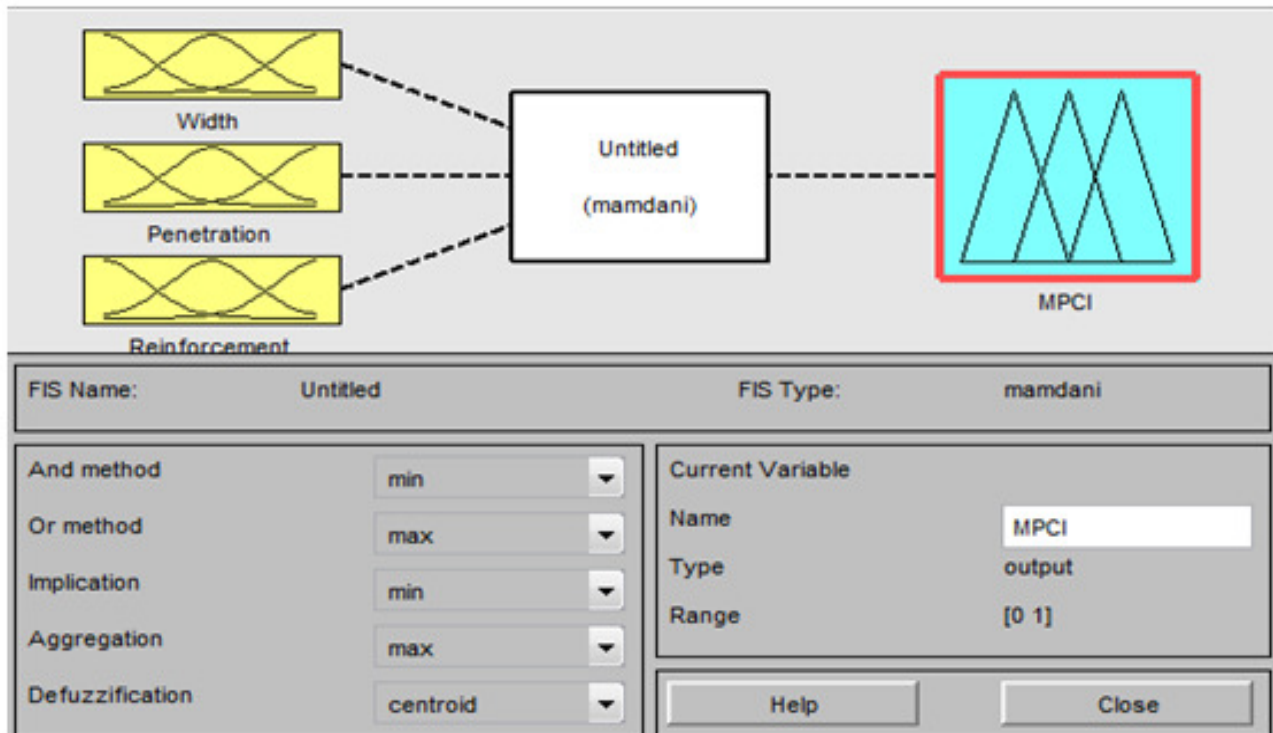 Width
Penetration
Reinforcement
Untitled
(mamdani)
MPCI
FIS Name: Untitled FIS Type: mamdani
And method min
Or method max
Implication min
Aggregation max
Defuzzification centroid
Current Variable
Name MPCI
Type output
Range [0 1]
Help Close